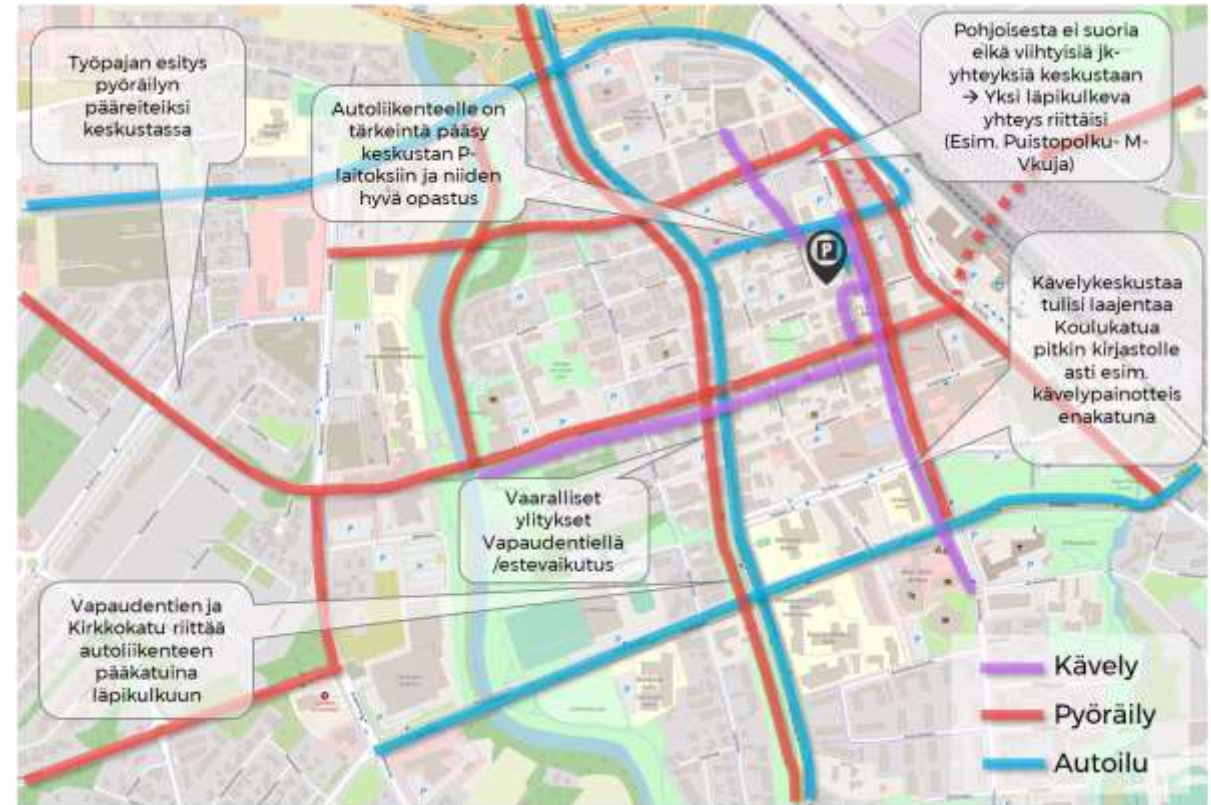 Työpajan esitys
pyöräilyn
pääreiteiksi
keskustassa
Autoliikenteelle on
tärkeintä pääsy
keskustan P-
laitoksiin ja niiden
hyvä opastus
Pohjoisesta ei suoria
eikä viihtyisiä jk-
yhteyksiä keskustaan
→ Yksi läpikulkeva
yhteys riittäisi
(Esim. Puistopolku- M-
Vkuja)
P
Kävelykeskustaa
tulisi laajentaa
Koulukatua
pitkin kirjastolle
asti esim.
kävelypainotteis
enakatuna
Vaaralliset
ylitykset
Vapaudentiellä
/estevaikutus
Vapaudentien ja
Kirkkokatu riittää
autoliikenteen
pääkatuina
läpikulkuun
Kävely
Pyöräily
Autoilu